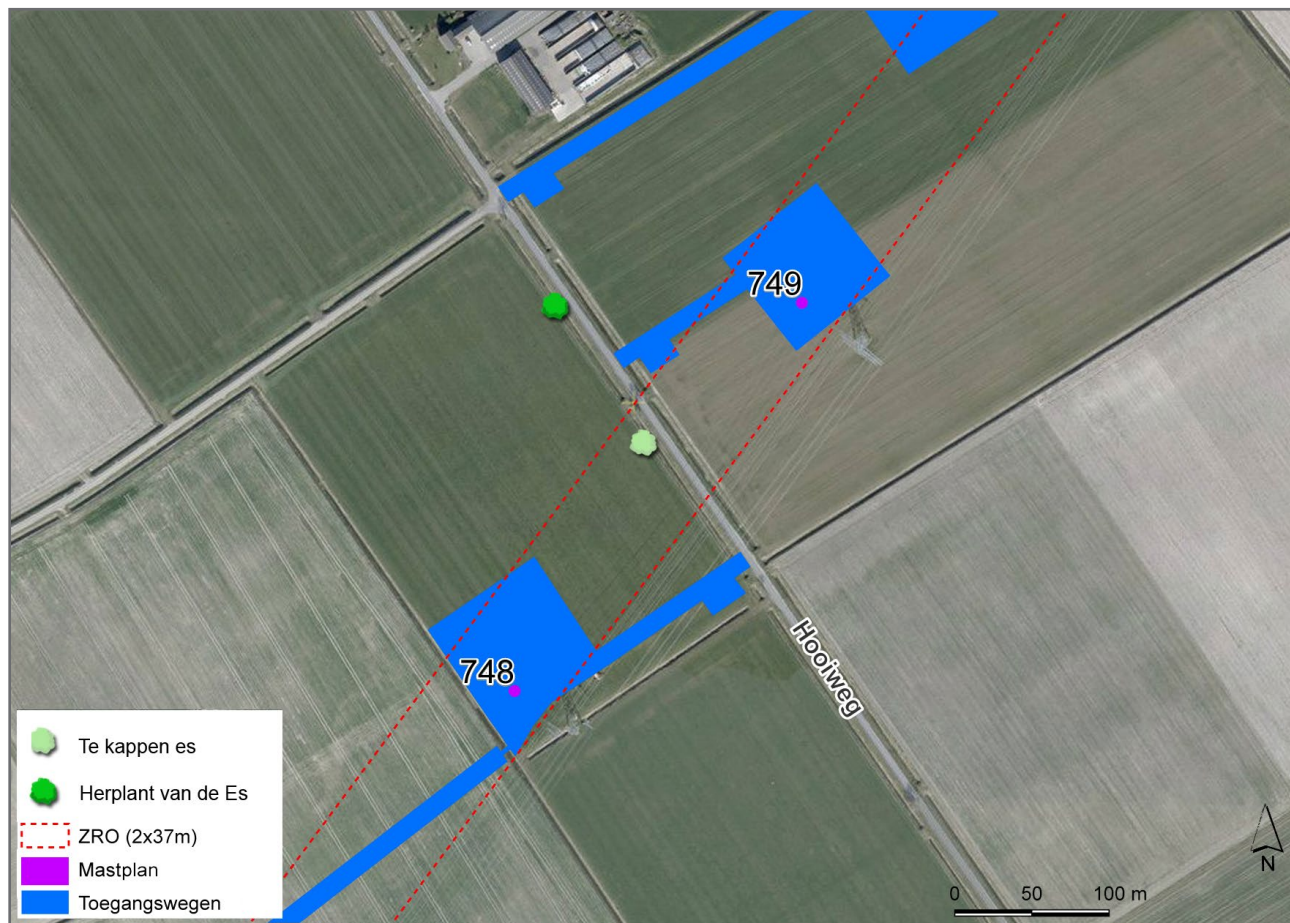 749
748
Hooiweg
Te kappen es
Herplant van de Es
ZRO (2x37m)
Mastplan
Toegangswegen
0 50 100 m
N